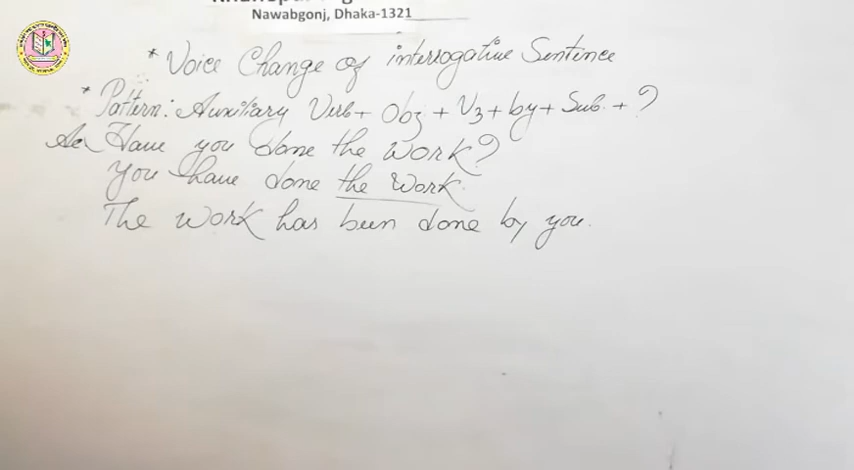 Nawabgonj, Dhaka-1321
* Voice Change of interrogative Sentence
* Pattern: Auxiliary Verb + Obj + V3 + by + Sub. + ?
Have you done the work?
You have done the work.
The work has been done by you.